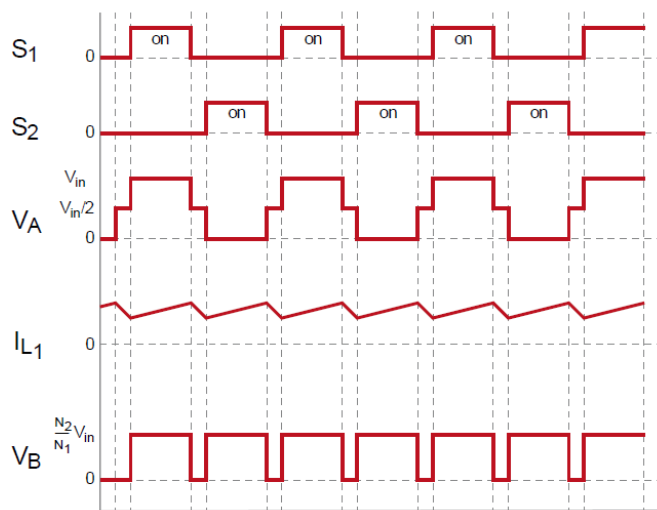 S1 0 on on on
S2 0 on on on
Vin
Vin/2
VA 0
IL1 0
N2/N1 Vin
VB 0